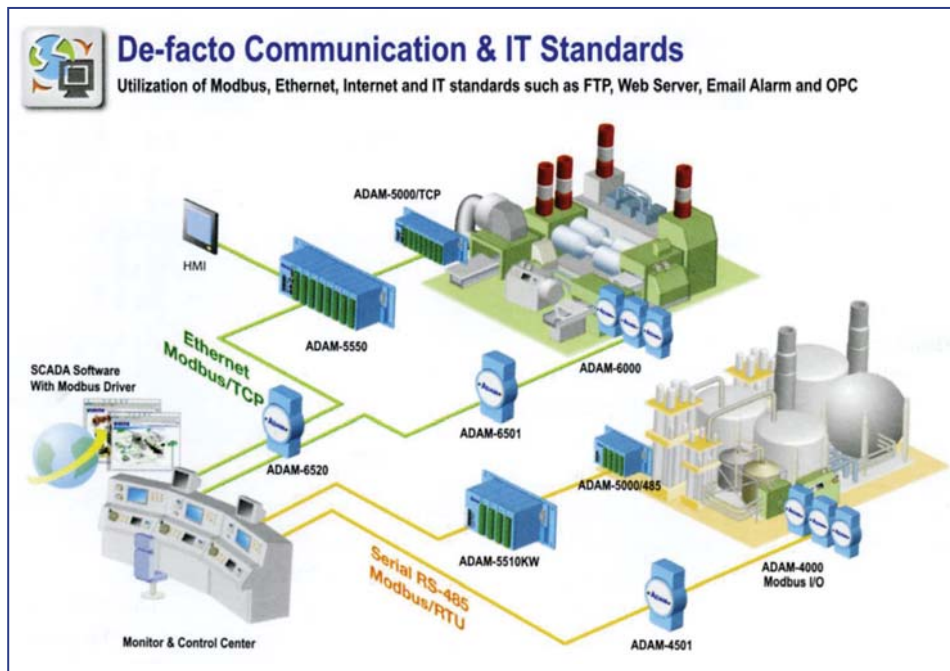 De-facto Communication & IT Standards
Utilization of Modbus, Ethernet, Internet and IT standards such as FTP, Web Server, Email Alarm and OPC
ADAM-5000/TCP
HMI
ADAM-5550
ADAM-6000
Ethernet
Modbus/TCP
SCADA Software
With Modbus Driver
ADAM-6501
ADAM-6520
ADAM-5000/485
ADAM-5510KW
ADAM-4000
Modbus I/O
Serial RS-485
Modbus/RTU
Monitor & Control Center
ADAM-4501